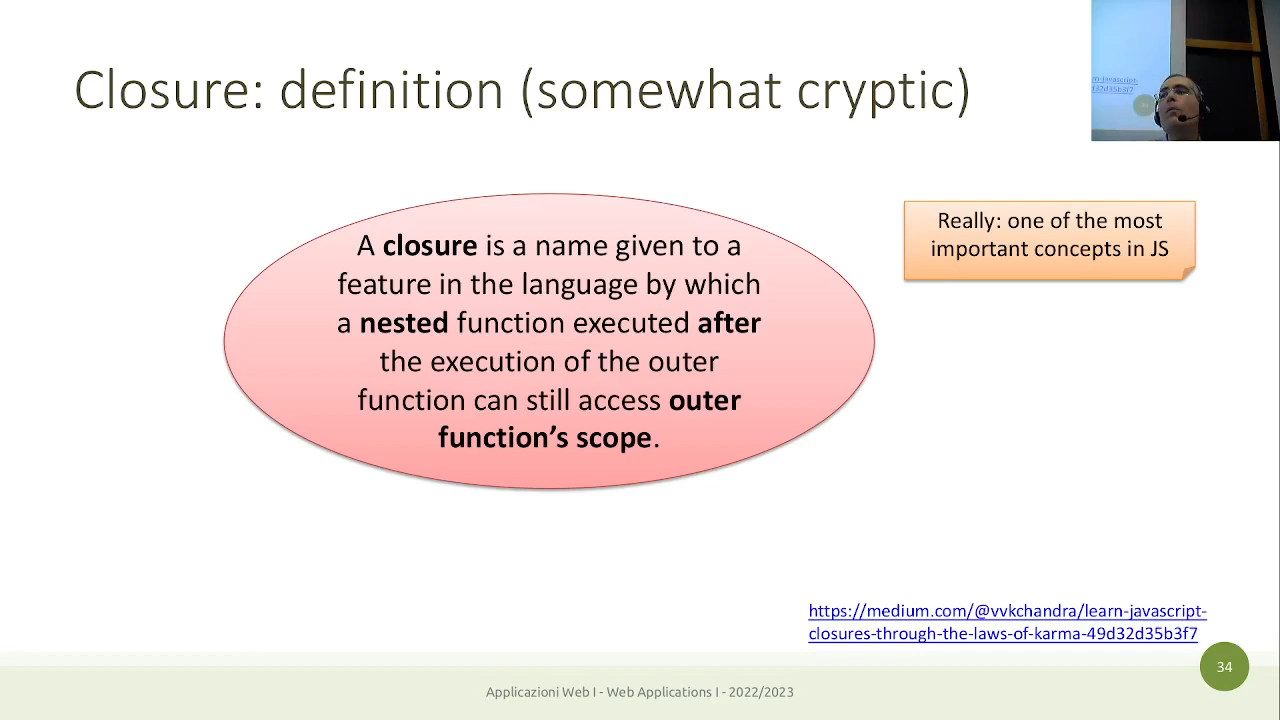 Closure: definition (somewhat cryptic)
A closure is a name given to a
feature in the language by which
a nested function executed after
the execution of the outer
function can still access outer
function’s scope.
Really: one of the most
important concepts in JS
https://medium.com/@vvkchandra/learn-javascript-
closures-through-the-laws-of-karma-49d32d35b3f7
34
Applicazioni Web I - Web Applications I - 2022/2023